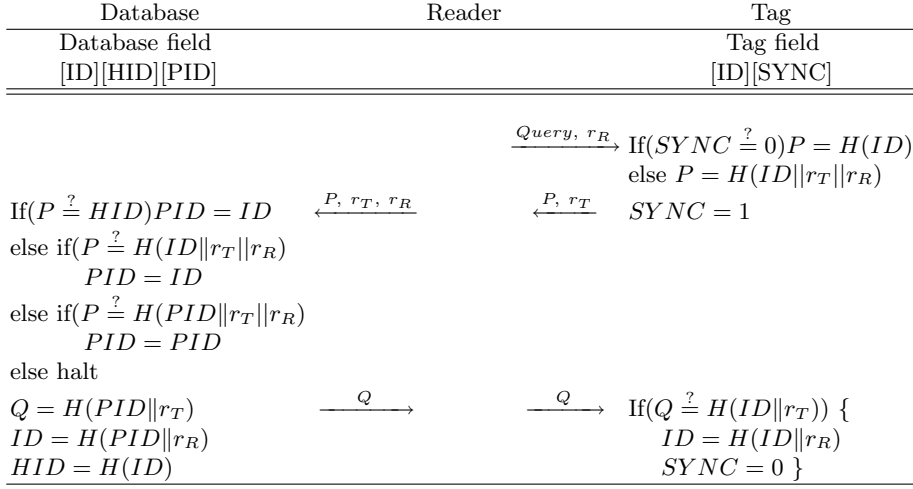 Database Reader Tag
Database field Tag field
[ID][HID][PID] [ID][SYNC]
Query, r_R If(SYNC ≟ 0)P = H(ID)
else P = H(ID||r_T||r_R)
If(P ≟ HID)PID = ID P, r_T, r_R P, r_T SYNC = 1
else if(P ≟ H(ID‖r_T||r_R)
PID = ID
else if(P ≟ H(PID‖r_T||r_R)
PID = PID
else halt
Q = H(PID‖r_T) Q Q If(Q ≟ H(ID‖r_T)) {
ID = H(PID‖r_R) ID = H(ID‖r_R)
HID = H(ID) SYNC = 0 }